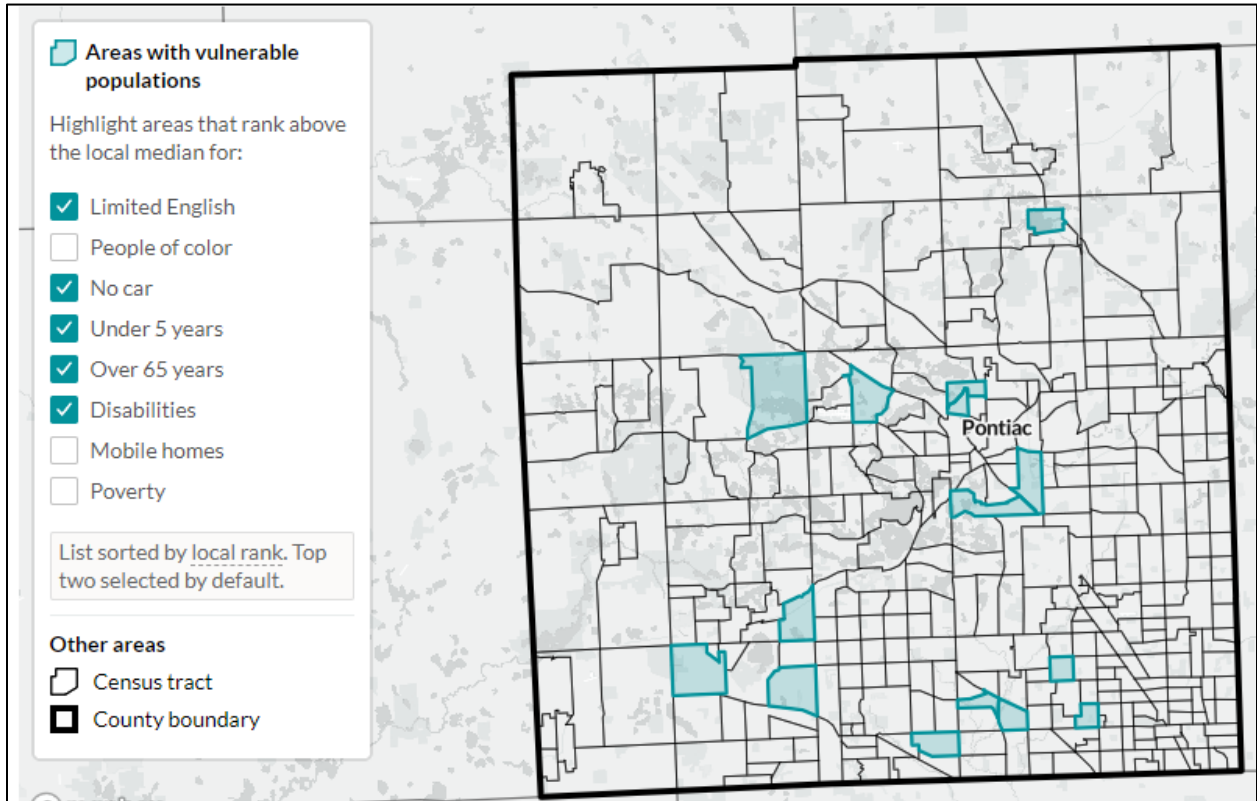 Areas with vulnerable
populations
Highlight areas that rank above
the local median for:
Limited English
People of color
No car
Under 5 years
Over 65 years
Disabilities
Mobile homes
Poverty
List sorted by local rank. Top
two selected by default.
Other areas
Census tract
County boundary
Pontiac